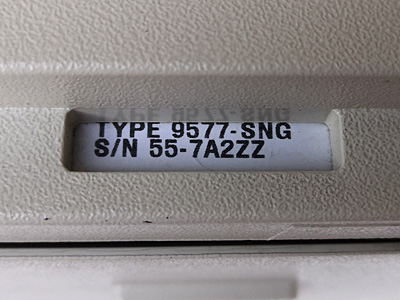 TYPE 9577-SNG
S/N 55-7A2ZZ